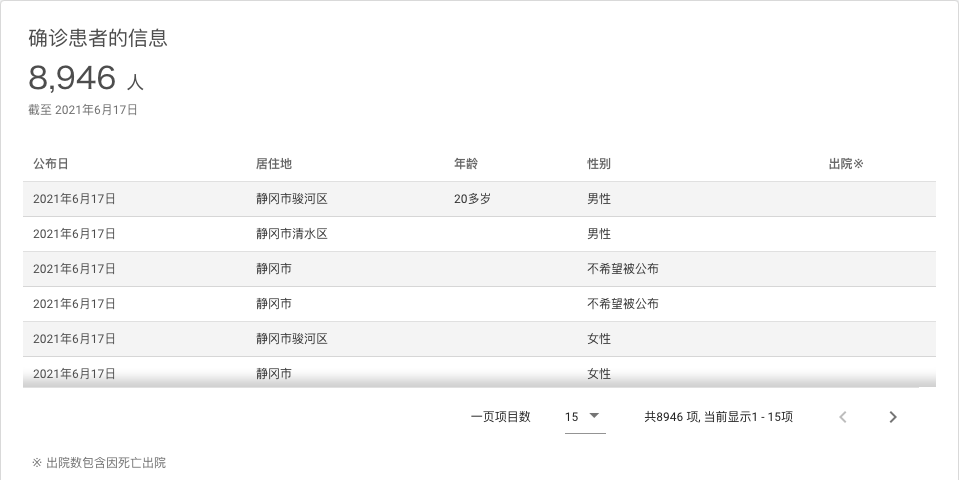 确诊患者的信息
8,946 人
截至 2021年6月17日
公布日 居住地 年龄 性别 出院※
2021年6月17日 静冈市骏河区 20多岁 男性
2021年6月17日 静冈市清水区 男性
2021年6月17日 静冈市 不希望被公布
2021年6月17日 静冈市 不希望被公布
2021年6月17日 静冈市骏河区 女性
2021年6月17日 静冈市 女性
一页项目数 15 共8946 项, 当前显示1 - 15项
※ 出院数包含因死亡出院